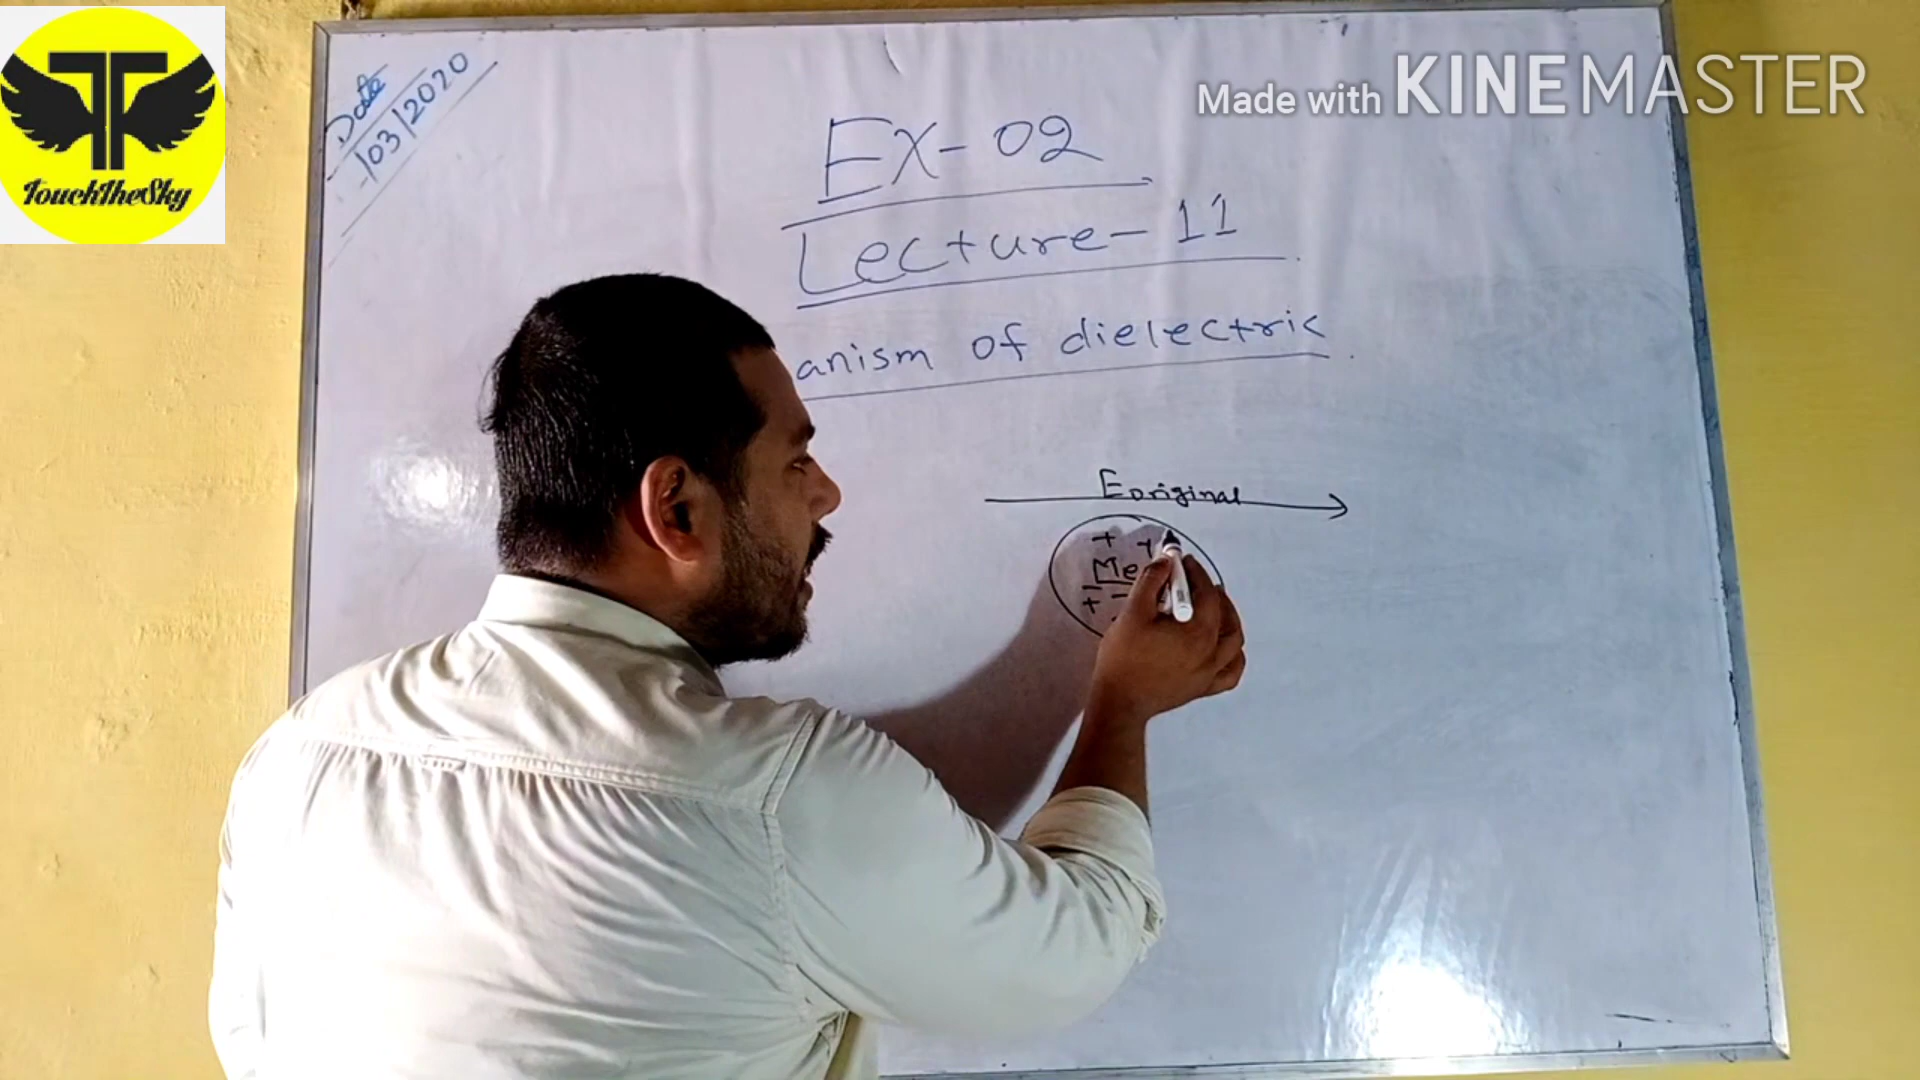 TouchTheSky
Date
/03/2020
Made with KINEMASTER
EX-02
Lecture-11
anism of dielectric
Eoriginal
+ +
Me
+ -